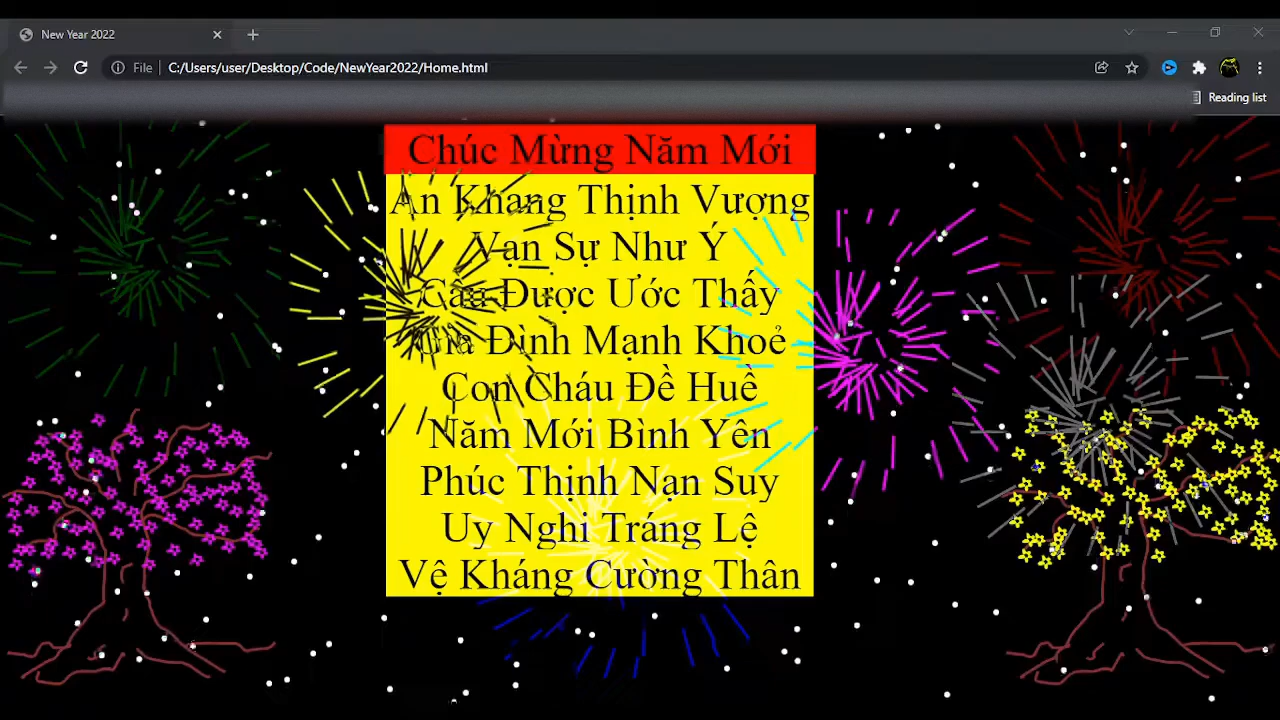 New Year 2022
File
C:/Users/user/Desktop/Code/NewYear2022/Home.html
Reading list
Chúc Mừng Năm Mới
An Khang Thịnh Vượng
Vạn Sự Như Ý
Cầu Được Ước Thấy
Gia Đình Mạnh Khoẻ
Con Cháu Đề Huề
Năm Mới Bình Yên
Phúc Thịnh Nạn Suy
Uy Nghi Tráng Lệ
Vệ Kháng Cường Thân